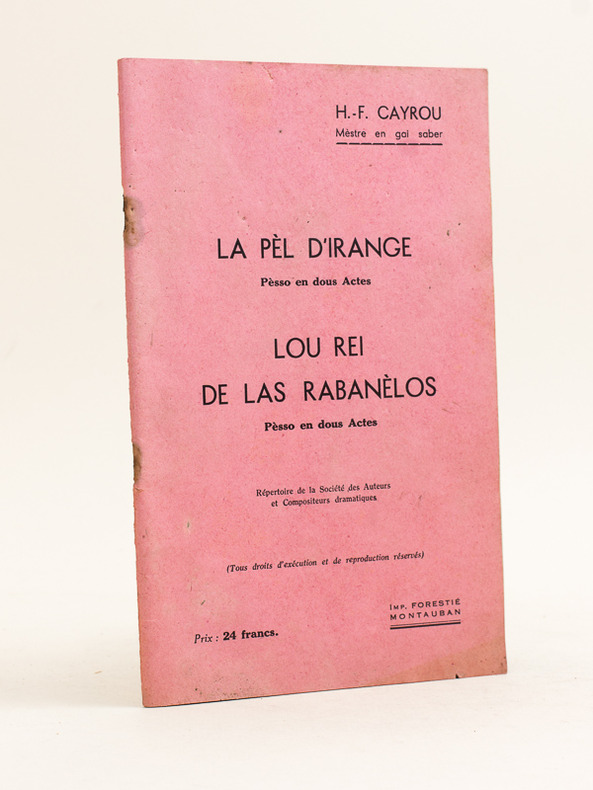 H.-F. CAYROU
Mèstre en gai saber
LA PÈL D'IRANGE
Pèsso en dous Actes
LOU REI
DE LAS RABANÈLOS
Pèsso en dous Actes
Répertoire de la Société des Auteurs
et Compositeurs dramatiques
(Tous droits d'exécution et de reproduction réservés)
IMP. FORESTIÉ
MONTAUBAN
Prix : 24 francs.